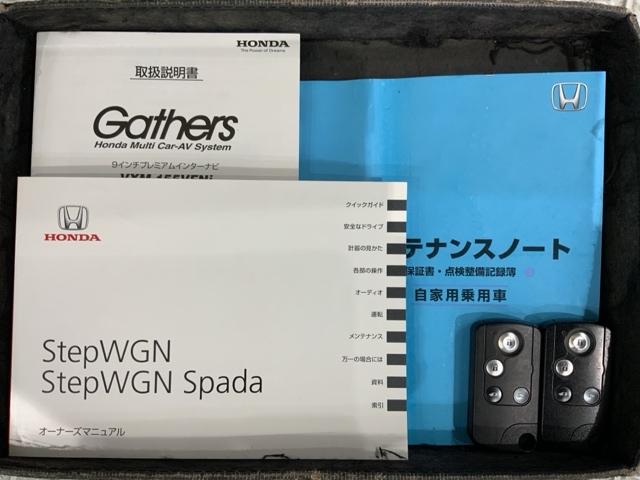 HONDA
The Power of Dreams
取扱説明書
Gathers
Honda Multi Car-AV System
9インチプレミアムインターナビ
VXM-155VFNi
HONDA
StepWGN
StepWGN Spada
オーナーズマニュアル
クイックガイド
安全なドライブ
計器の見かた
各部の操作
オーディオ
運転
メンテナンス
万一の場合には
資料
索引
テナンスノート
保証書・点検整備記録簿
自家用乗用車